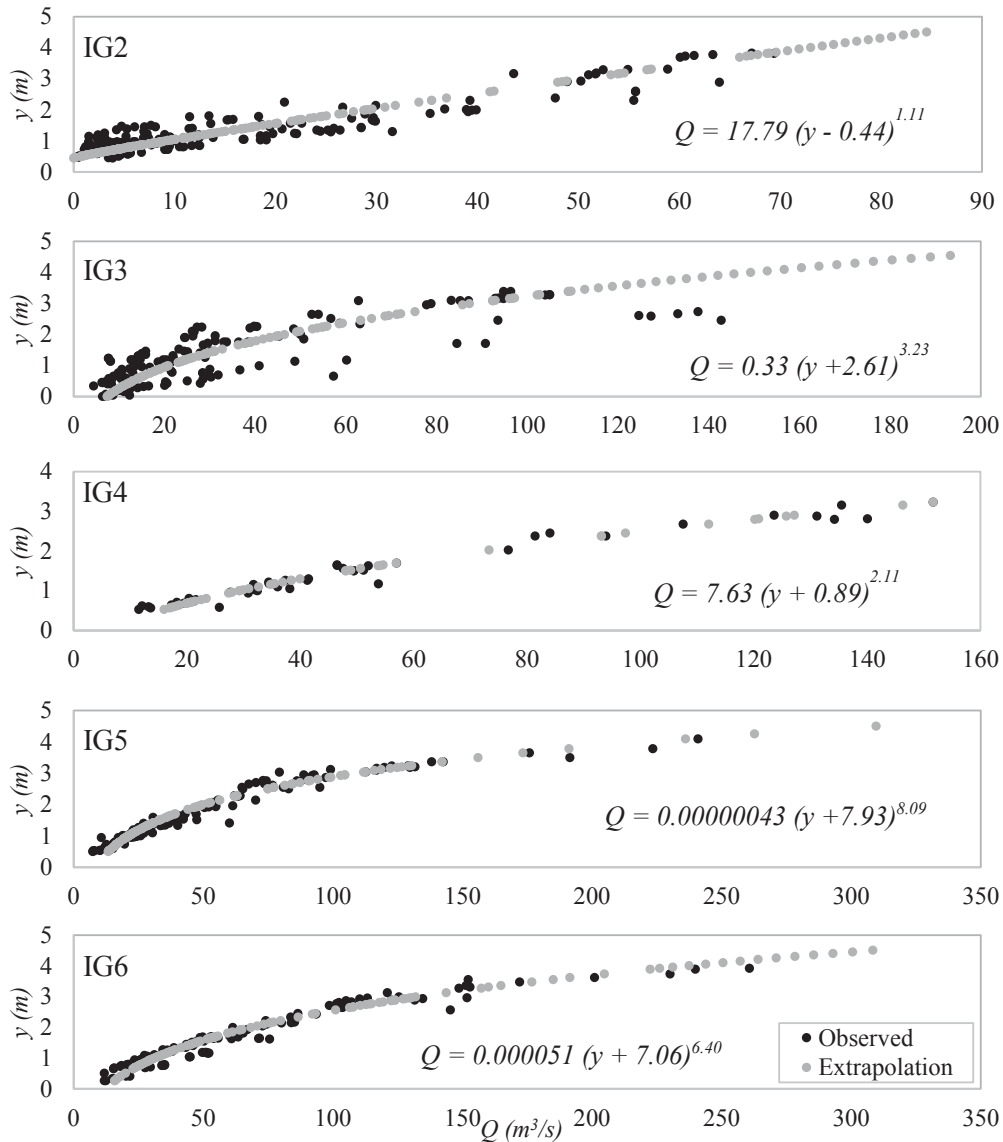 5
4
3
2
1
0
y (m)
IG2
Q = 17.79 (y - 0.44)^1.11
0 10 20 30 40 50 60 70 80 90
5
4
3
2
1
0
y (m)
IG3
Q = 0.33 (y +2.61)^3.23
0 20 40 60 80 100 120 140 160 180 200
4
3
2
1
0
y (m)
IG4
Q = 7.63 (y + 0.89)^2.11
0 20 40 60 80 100 120 140 160
5
4
3
2
1
0
y (m)
IG5
Q = 0.00000043 (y +7.93)^8.09
0 50 100 150 200 250 300 350
5
4
3
2
1
0
y (m)
IG6
Q = 0.000051 (y + 7.06)^6.40
Observed
Extrapolation
0 50 100 150 200 250 300 350
Q (m³/s)